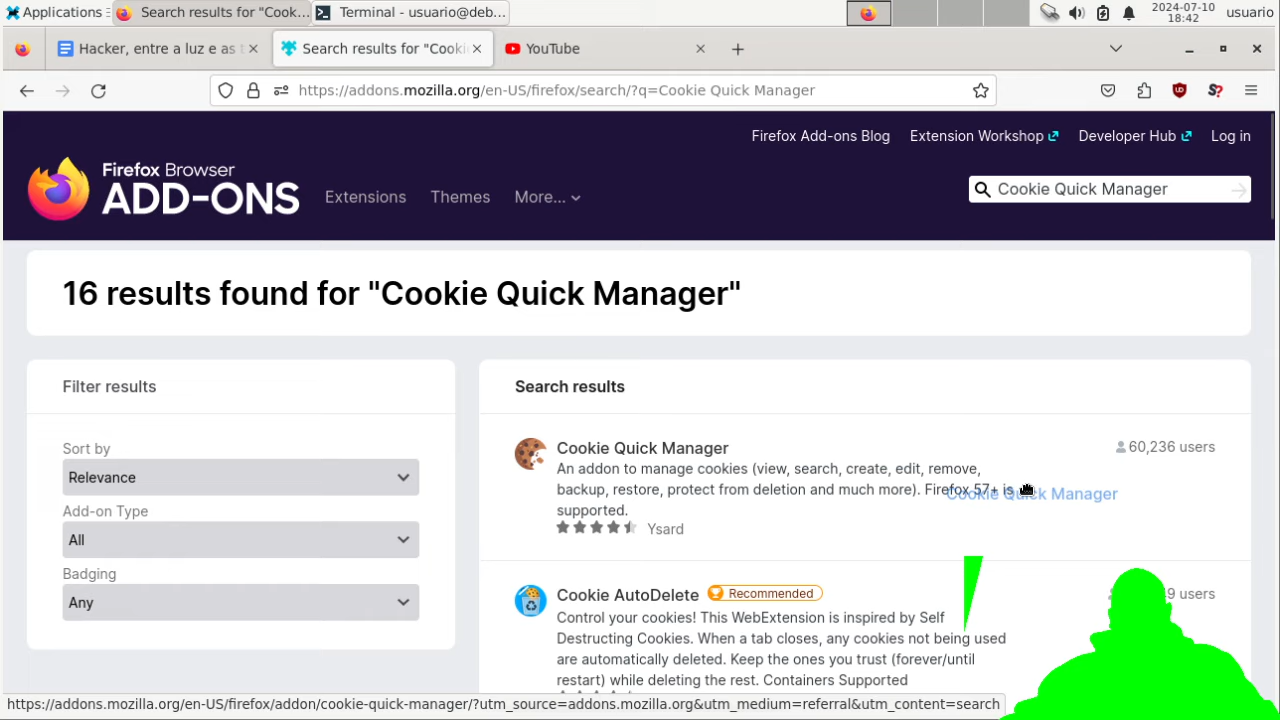 Applications
Search results for "Cook...
Terminal - usuario@deb...
2024-07-10
18:42
usuario
Hacker, entre a luz e as t
Search results for "Cooki
YouTube
https://addons.mozilla.org/en-US/firefox/search/?q=Cookie Quick Manager
Firefox Add-ons Blog
Extension Workshop
Developer Hub
Log in
Firefox Browser
ADD-ONS
Extensions
Themes
More...
Cookie Quick Manager
16 results found for "Cookie Quick Manager"
Filter results
Sort by
Relevance
Add-on Type
All
Badging
Any
Search results
Cookie Quick Manager
60,236 users
An addon to manage cookies (view, search, create, edit, remove,
backup, restore, protect from deletion and much more). Firefox 57+ is
supported.
Cookie Quick Manager
Ysard
Cookie AutoDelete
Recommended
9 users
Control your cookies! This WebExtension is inspired by Self
Destructing Cookies. When a tab closes, any cookies not being used
are automatically deleted. Keep the ones you trust (forever/until
restart) while deleting the rest. Containers Supported
https://addons.mozilla.org/en-US/firefox/addon/cookie-quick-manager/?utm_source=addons.mozilla.org&utm_medium=referral&utm_content=search